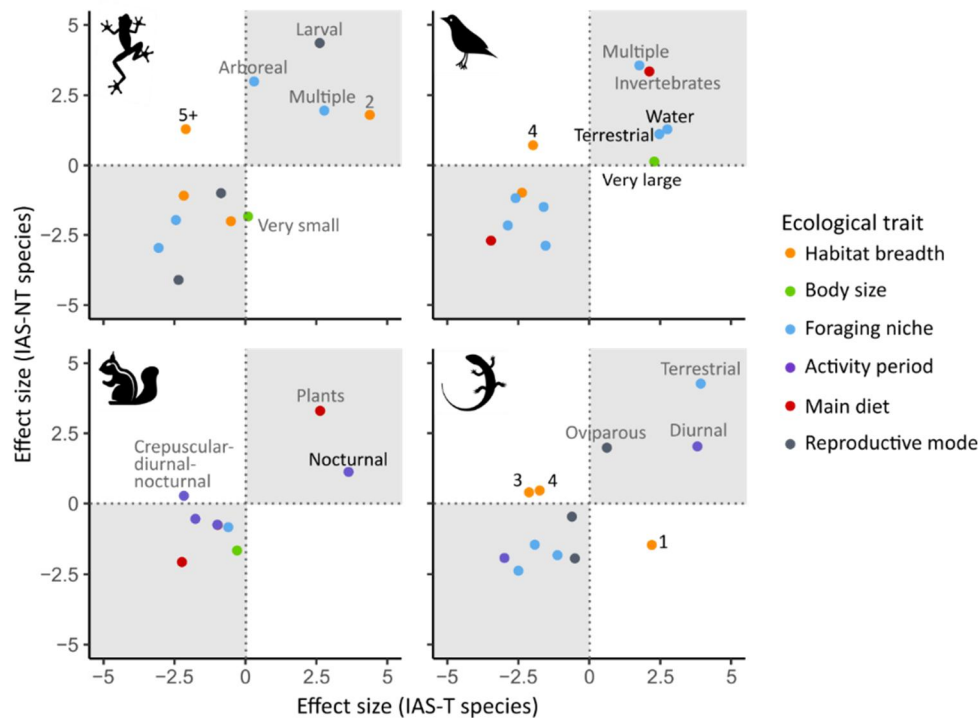 5
2.5
0
−2.5
−5
Larval
Arboreal
Multiple
2
5+
Very small
Multiple
Invertebrates
Water
Terrestrial
4
Very large
5
2.5
0
−2.5
−5
Plants
Nocturnal
Crepuscular-
diurnal-
nocturnal
Terrestrial
Oviparous
Diurnal
3
4
1
−5
−2.5
0
2.5
5
−5
−2.5
0
2.5
5
Effect size (IAS-NT species)
Effect size (IAS-T species)
Ecological trait
Habitat breadth
Body size
Foraging niche
Activity period
Main diet
Reproductive mode